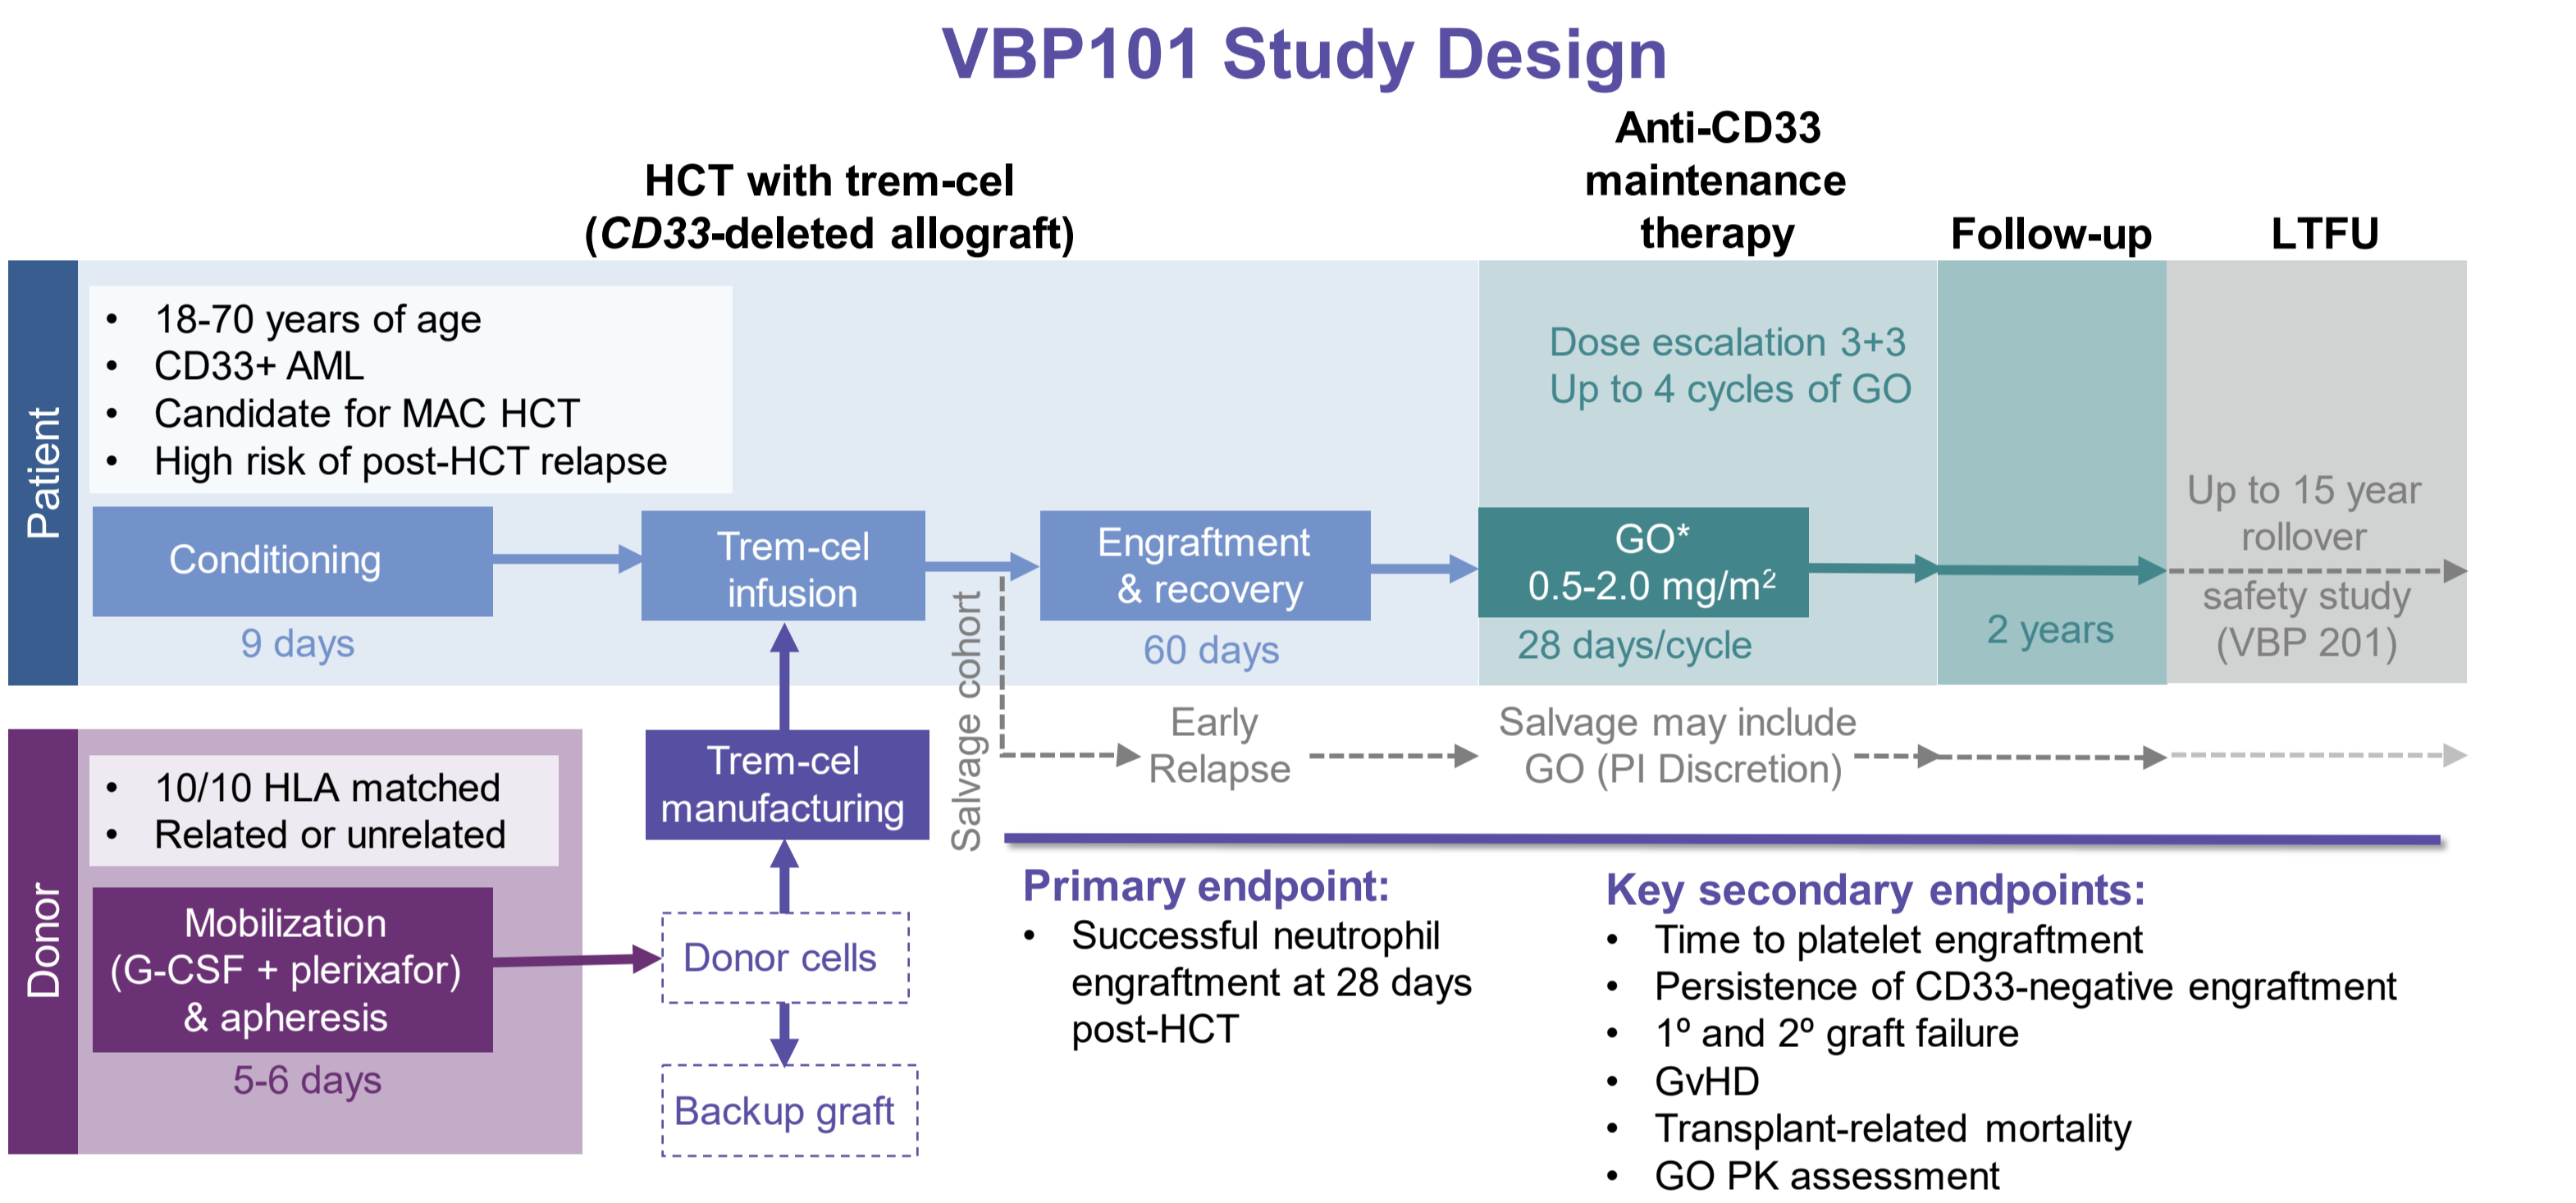 VBP101 Study Design
HCT with trem-cel
(CD33-deleted allograft)
Anti-CD33
maintenance
therapy
Follow-up
LTFU
Patient
• 18-70 years of age
• CD33+ AML
• Candidate for MAC HCT
• High risk of post-HCT relapse
Conditioning
9 days
Trem-cel
infusion
Engraftment
& recovery
60 days
Dose escalation 3+3
Up to 4 cycles of GO
GO*
0.5-2.0 mg/m²
28 days/cycle
2 years
Up to 15 year
rollover
safety study
(VBP 201)
Salvage cohort
Early
Relapse
Salvage may include
GO (PI Discretion)
Donor
• 10/10 HLA matched
• Related or unrelated
Mobilization
(G-CSF + plerixafor)
& apheresis
5-6 days
Trem-cel
manufacturing
Donor cells
Backup graft
Primary endpoint:
• Successful neutrophil
engraftment at 28 days
post-HCT
Key secondary endpoints:
• Time to platelet engraftment
• Persistence of CD33-negative engraftment
• 1º and 2º graft failure
• GvHD
• Transplant-related mortality
• GO PK assessment